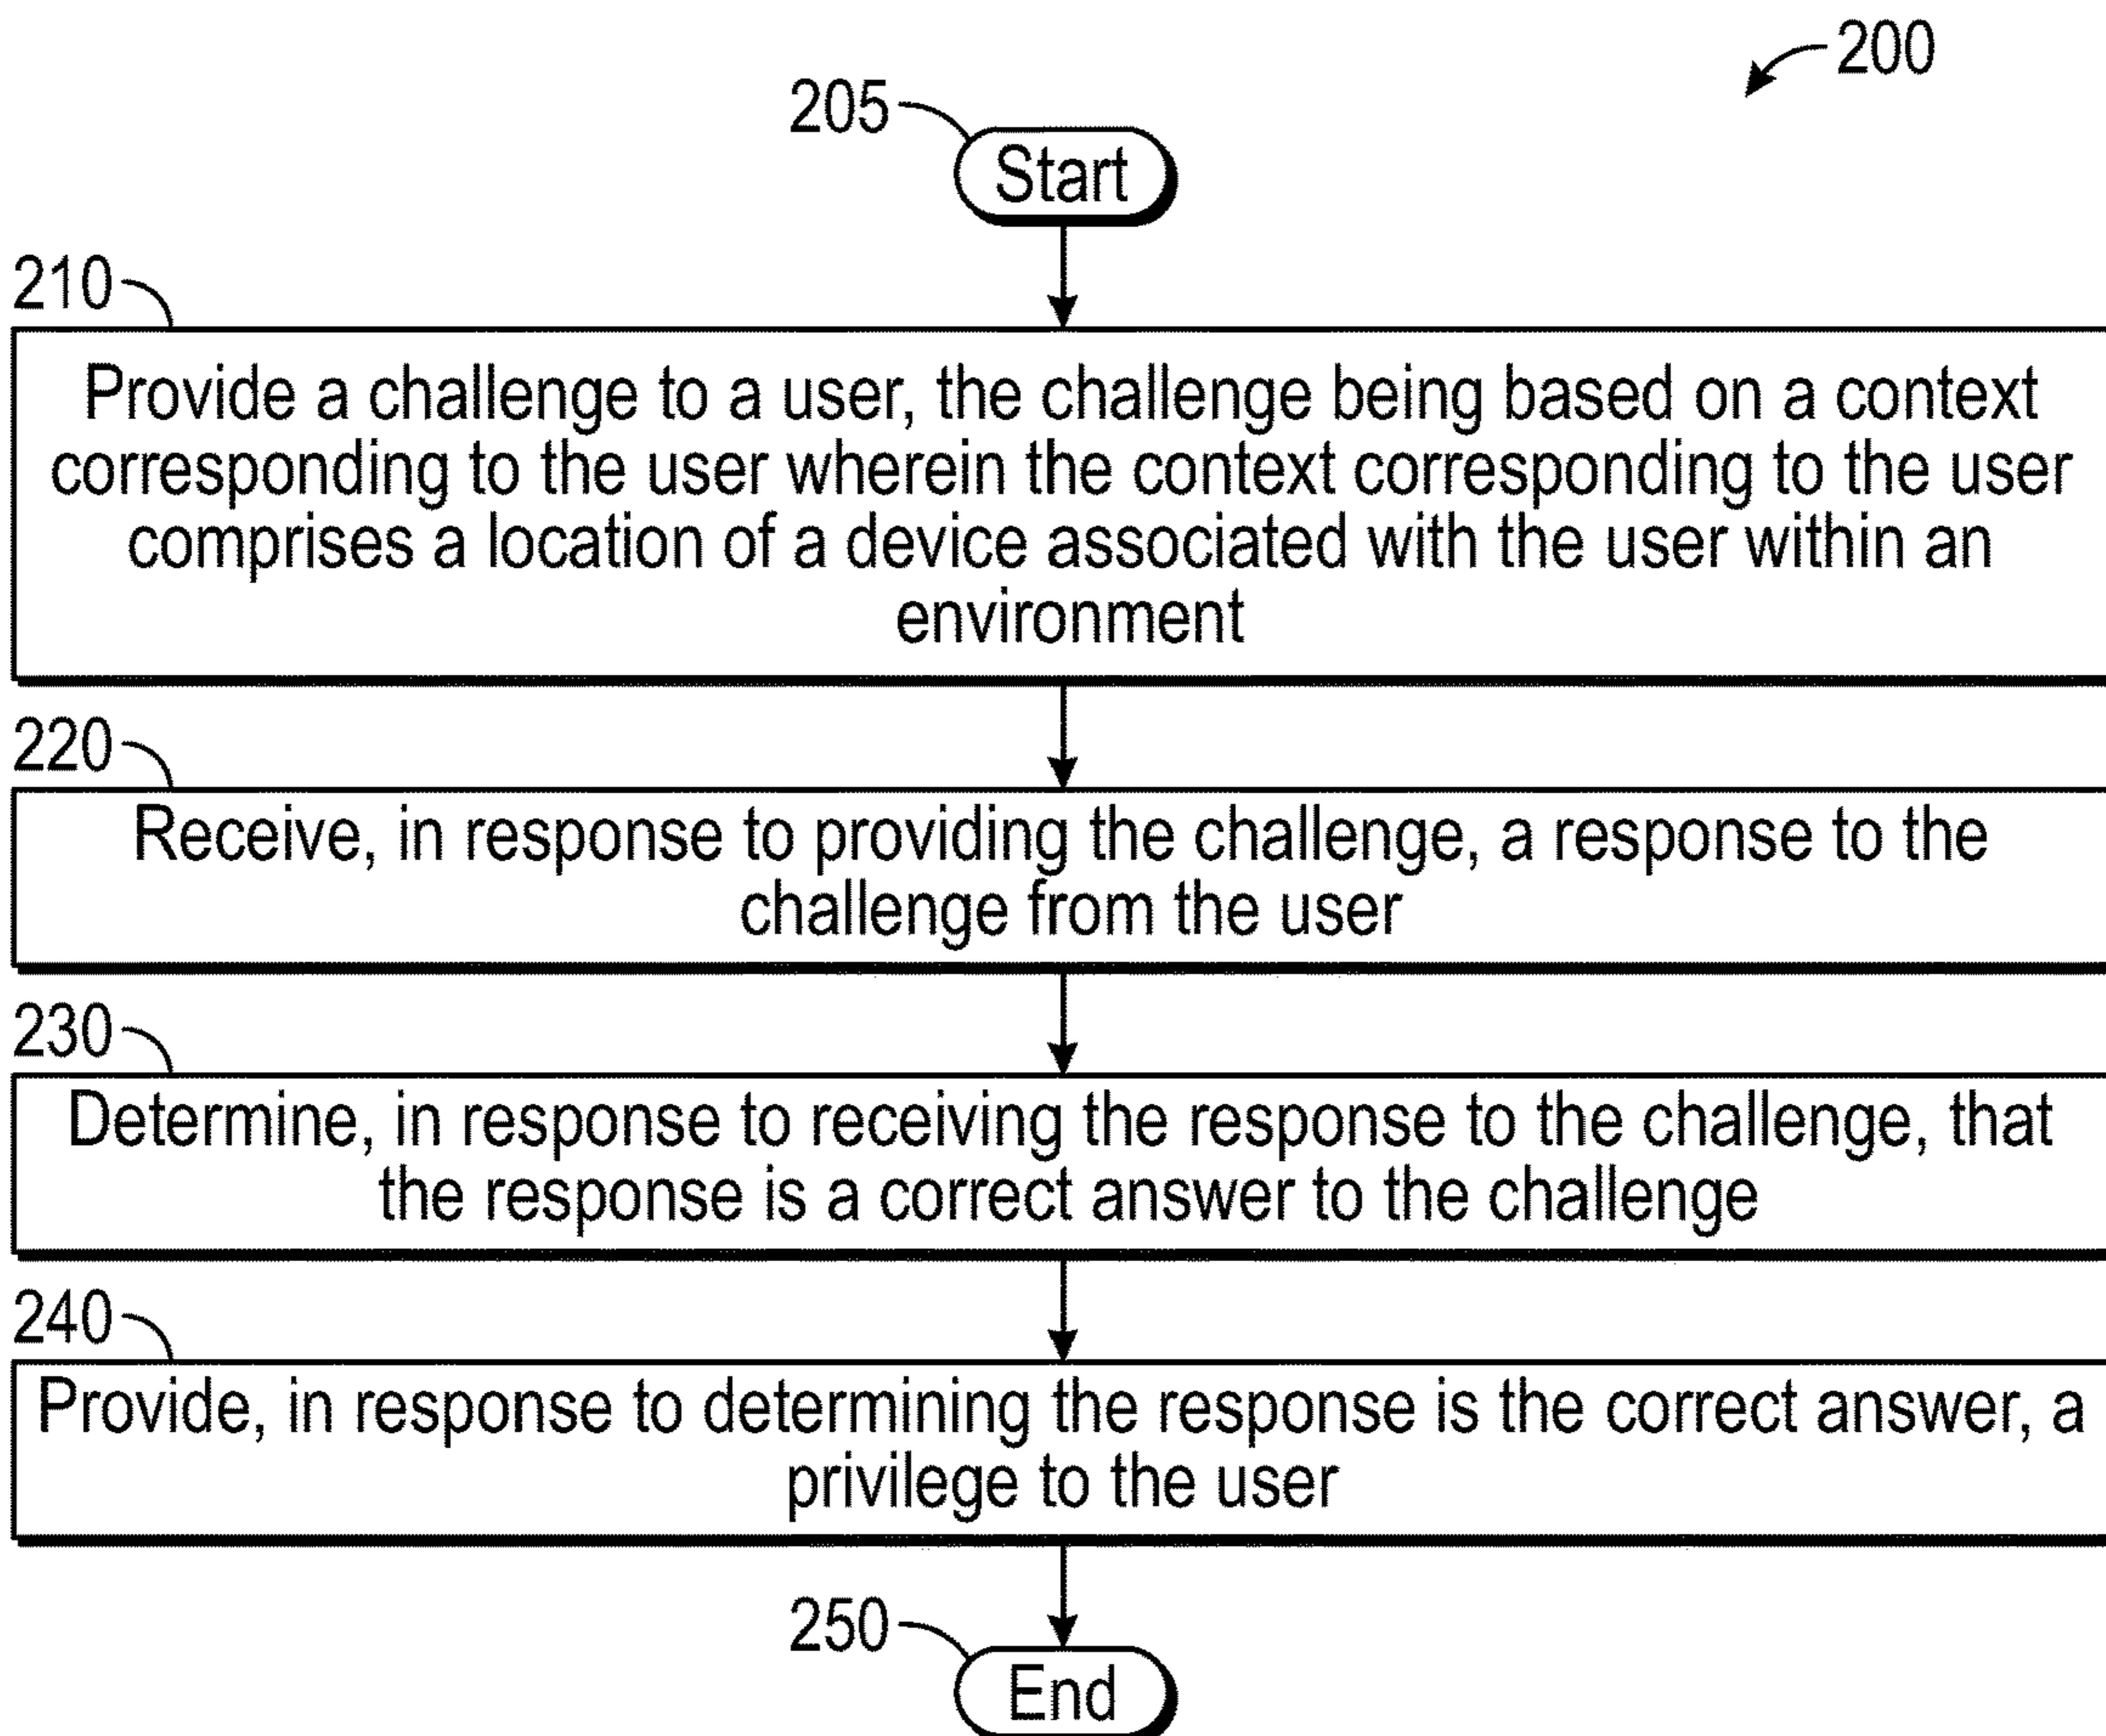 200
205
Start
210
Provide a challenge to a user, the challenge being based on a context
corresponding to the user wherein the context corresponding to the user
comprises a location of a device associated with the user within an
environment
220
Receive, in response to providing the challenge, a response to the
challenge from the user
230
Determine, in response to receiving the response to the challenge, that
the response is a correct answer to the challenge
240
Provide, in response to determining the response is the correct answer, a
privilege to the user
250
End